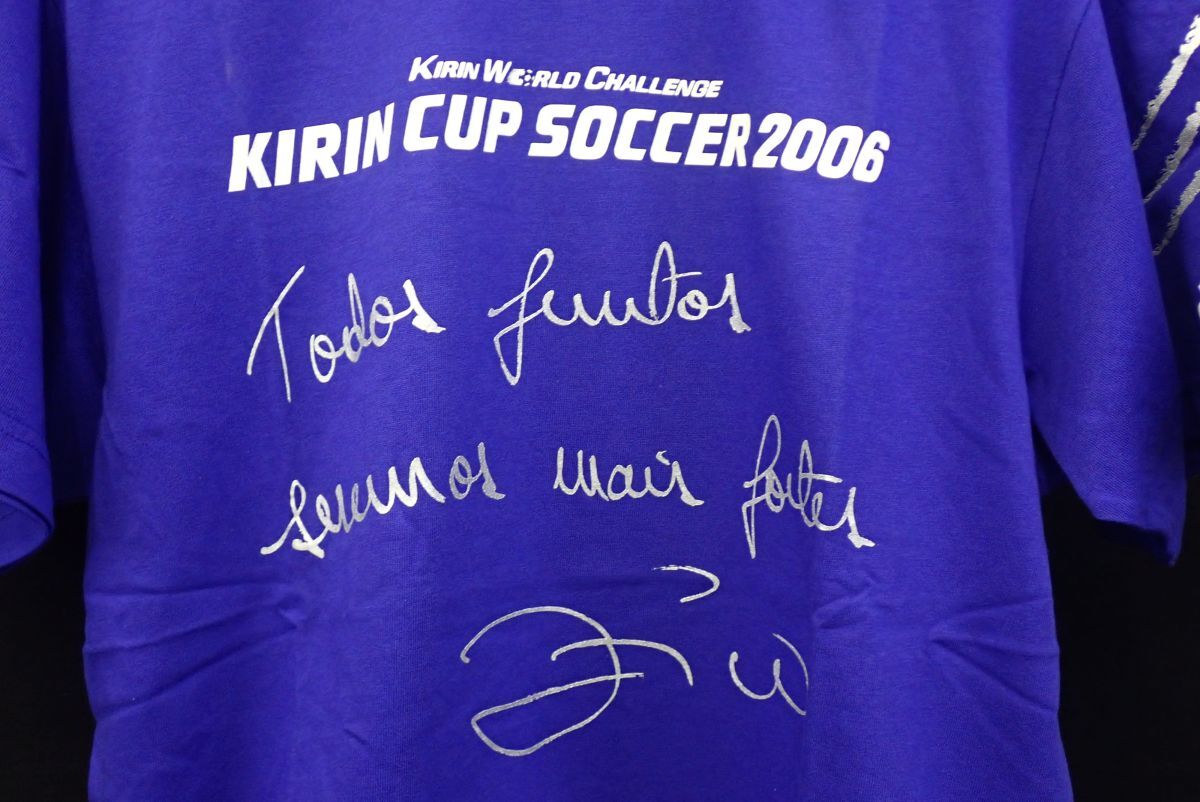 KIRIN WORLD CHALLENGE
KIRIN CUP SOCCER 2006
Todos juntos
seremos mais fortes